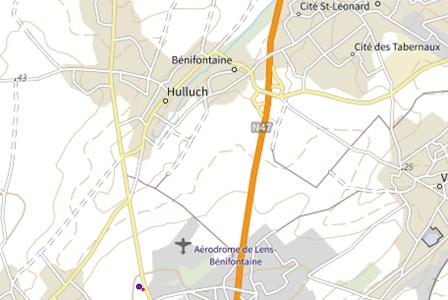 Cité St-Léonard
Cité des Tabernaux
Bénifontaine
43
Hulluch
N47
25
V
Aérodrome de Lens-
Bénifontaine